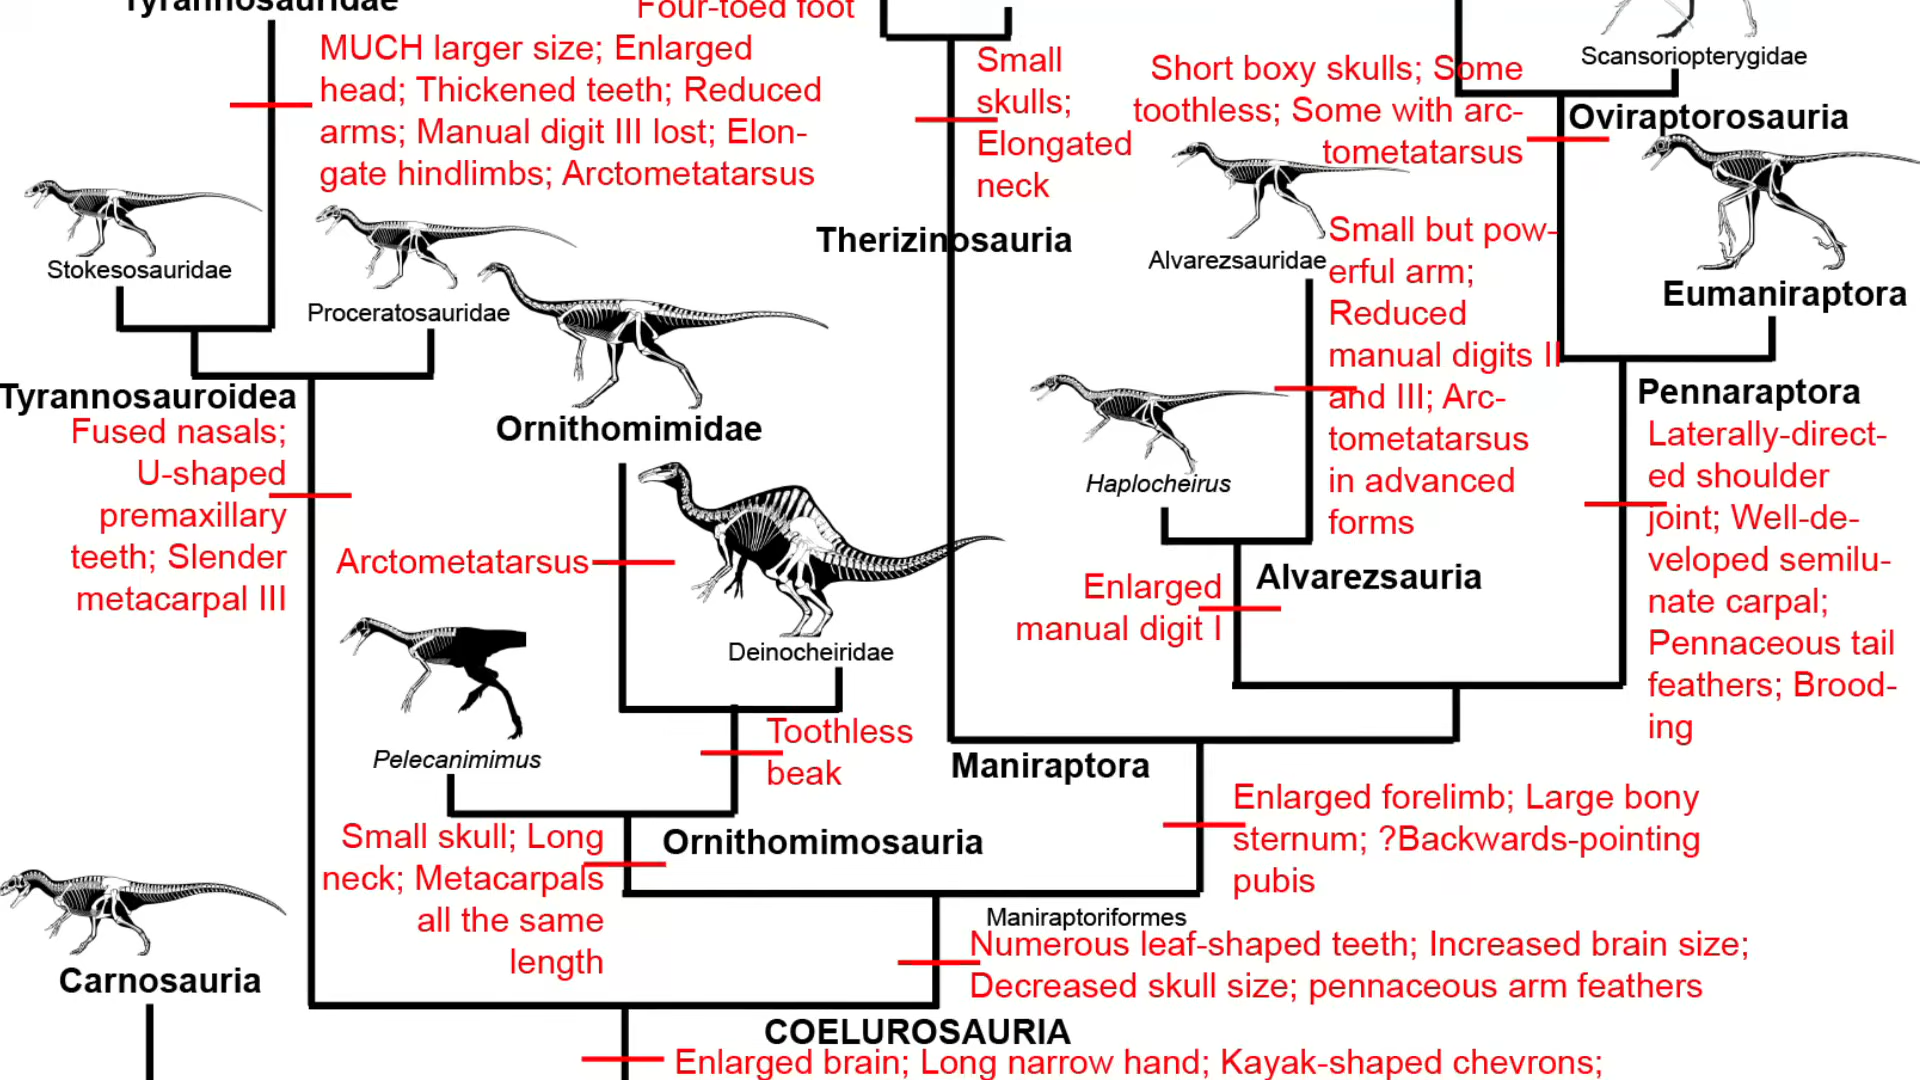 Tyrannosauridae
Four-toed foot
MUCH larger size; Enlarged
head; Thickened teeth; Reduced
arms; Manual digit III lost; Elon-
gate hindlimbs; Arctometatarsus
Small
skulls;
Elongated
neck
Short boxy skulls; Some
toothless; Some with arc-
tometatarsus
Scansoriopterygidae
Oviraptorosauria
Stokesosauridae
Proceratosauridae
Therizinosauria
Alvarezsauridae
Small but pow-
erful arm;
Reduced
manual digits II
and III; Arc-
tometatarsus
in advanced
forms
Eumaniraptora
Tyrannosauroidea
Fused nasals;
U-shaped
premaxillary
teeth; Slender
metacarpal III
Ornithomimidae
Haplocheirus
Pennaraptora
Laterally-direct-
ed shoulder
joint; Well-de-
veloped semilu-
nate carpal;
Pennaceous tail
feathers; Brood-
ing
Arctometatarsus
Deinocheiridae
Enlarged
manual digit I
Alvarezsauria
Pelecanimimus
Toothless
beak
Maniraptora
Enlarged forelimb; Large bony
sternum; ?Backwards-pointing
pubis
Small skull; Long
neck; Metacarpals
all the same
length
Ornithomimosauria
Maniraptoriformes
Numerous leaf-shaped teeth; Increased brain size;
Decreased skull size; pennaceous arm feathers
Carnosauria
COELUROSAURIA
Enlarged brain; Long narrow hand; Kayak-shaped chevrons;